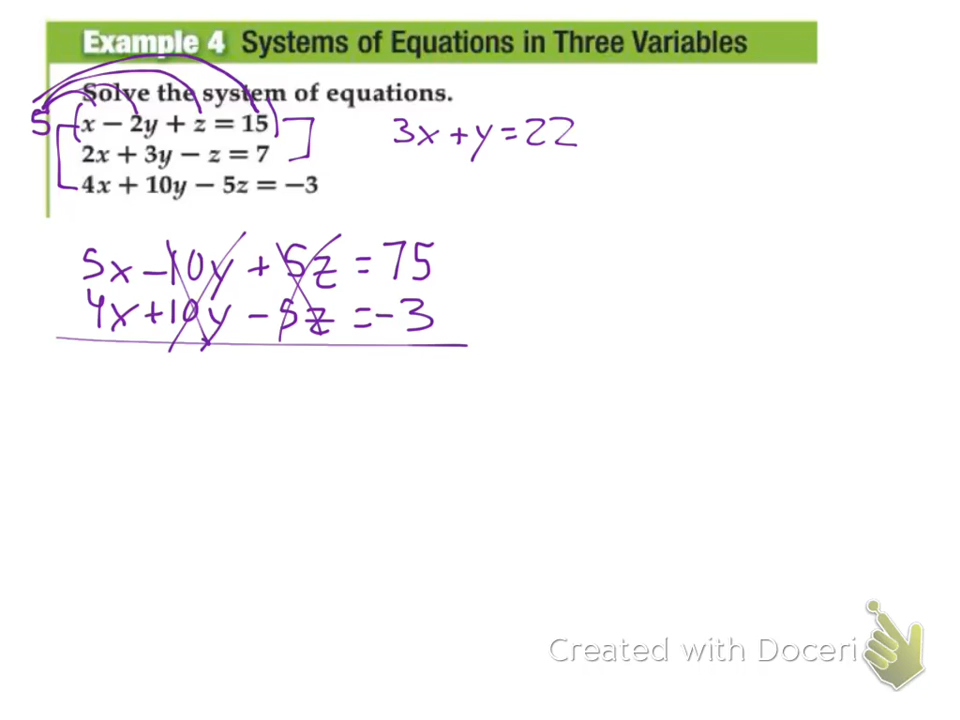 Example 4 Systems of Equations in Three Variables
Solve the system of equations.
5(x − 2y + z = 15)
3x + y = 22
2x + 3y − z = 7
4x + 10y − 5z = −3
5x − 10y + 5z = 75
4x + 10y − 5z = −3
Created with Doceri